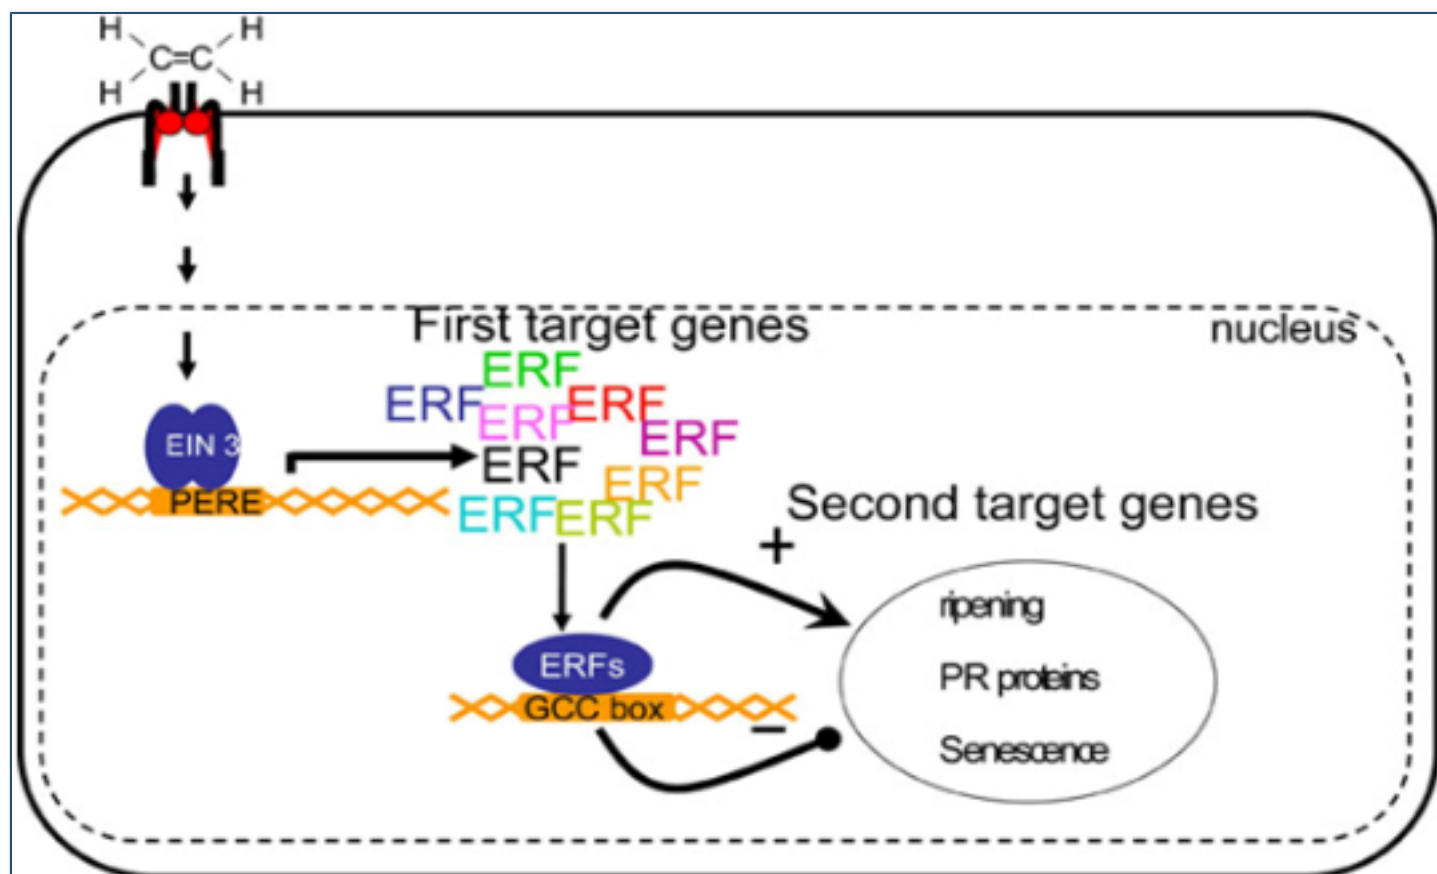 H H
C=C
H H
First target genes
nucleus
ERF
ERF
ERF
ERF
ERF
EIN 3
ERF
ERF
PERE
ERF
ERF
Second target genes
+
ripening
ERFs
PR proteins
GCC box
−
Senescence